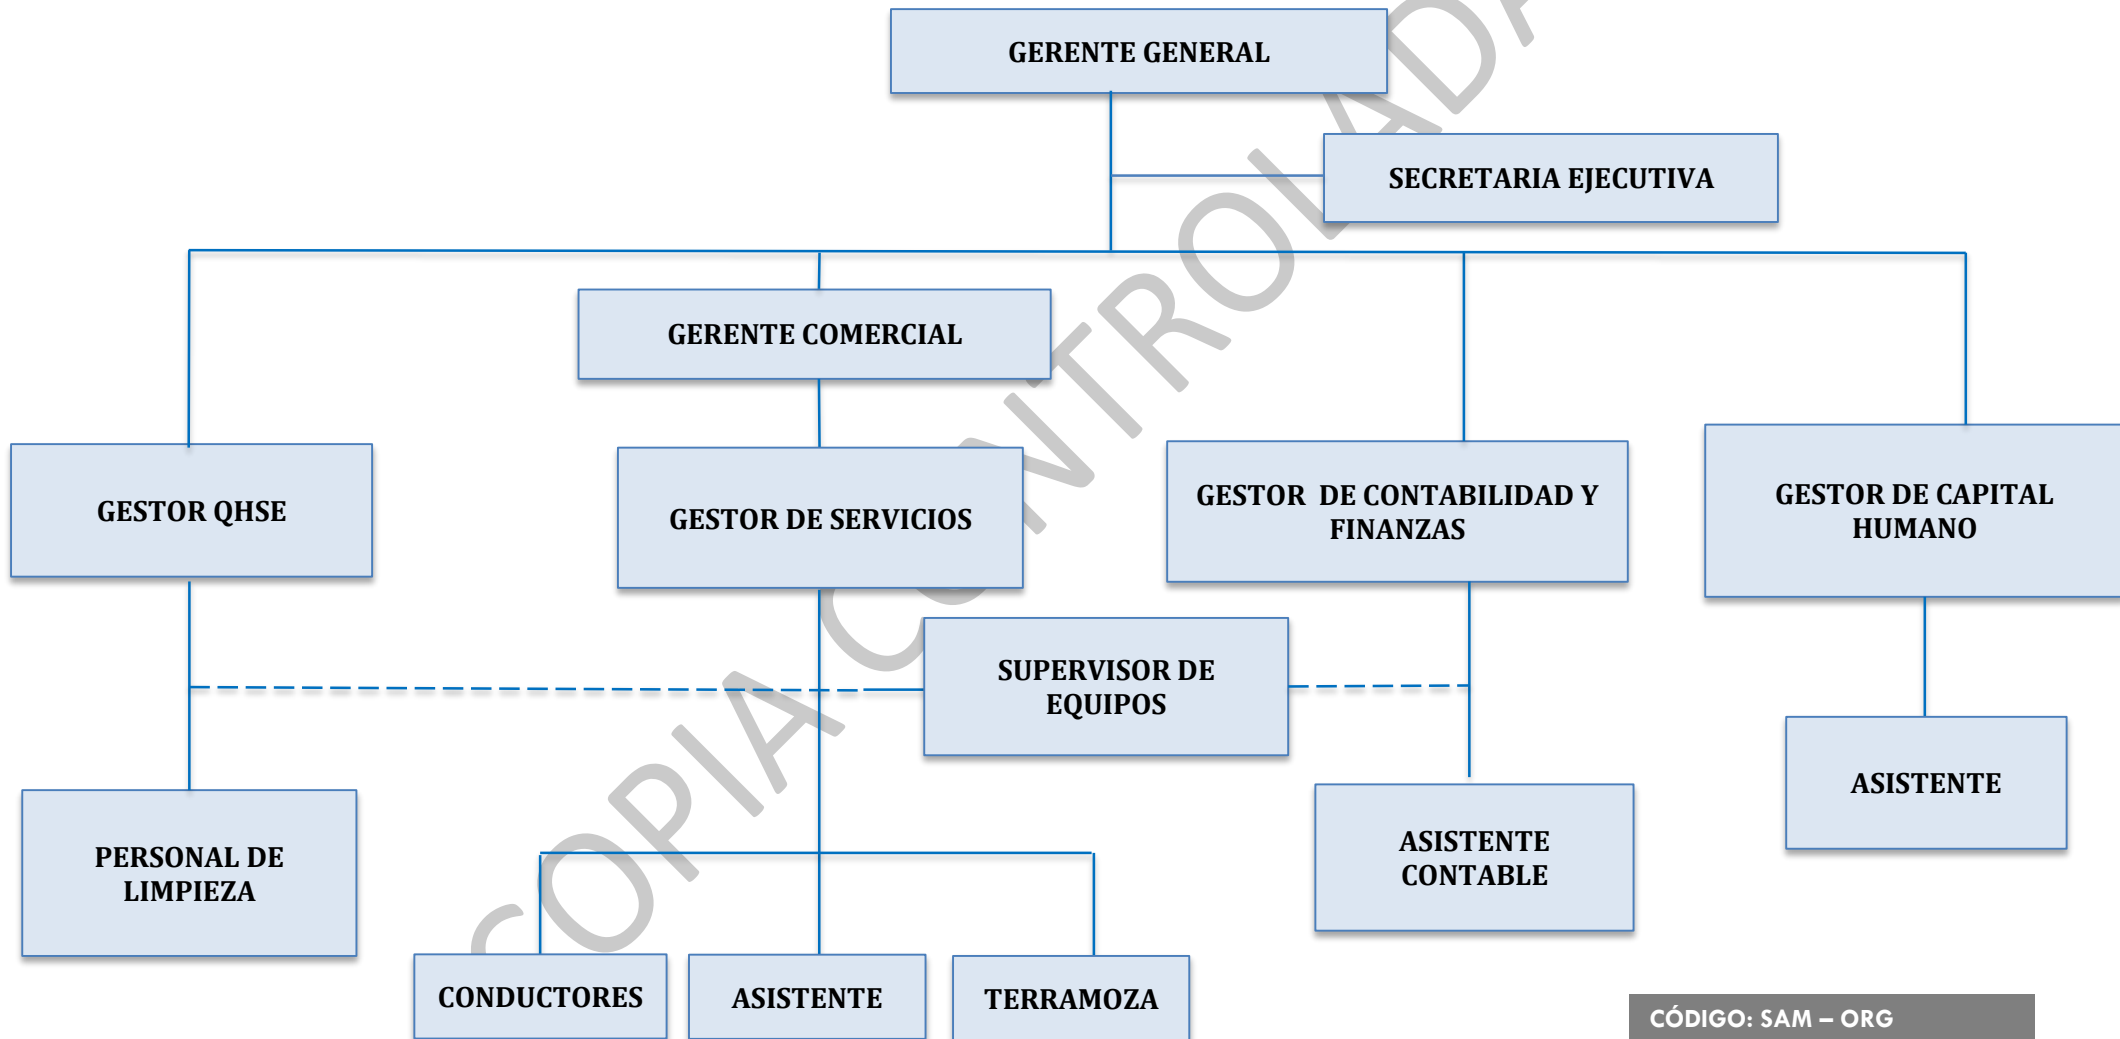 GERENTE GENERAL
SECRETARIA EJECUTIVA
GERENTE COMERCIAL
GESTOR QHSE
GESTOR DE SERVICIOS
GESTOR DE CONTABILIDAD Y
FINANZAS
GESTOR DE CAPITAL
HUMANO
SUPERVISOR DE
EQUIPOS
PERSONAL DE
LIMPIEZA
ASISTENTE
CONTABLE
ASISTENTE
CONDUCTORES
ASISTENTE
TERRAMOZA
COPIA CONTROLADA
CÓDIGO: SAM – ORG